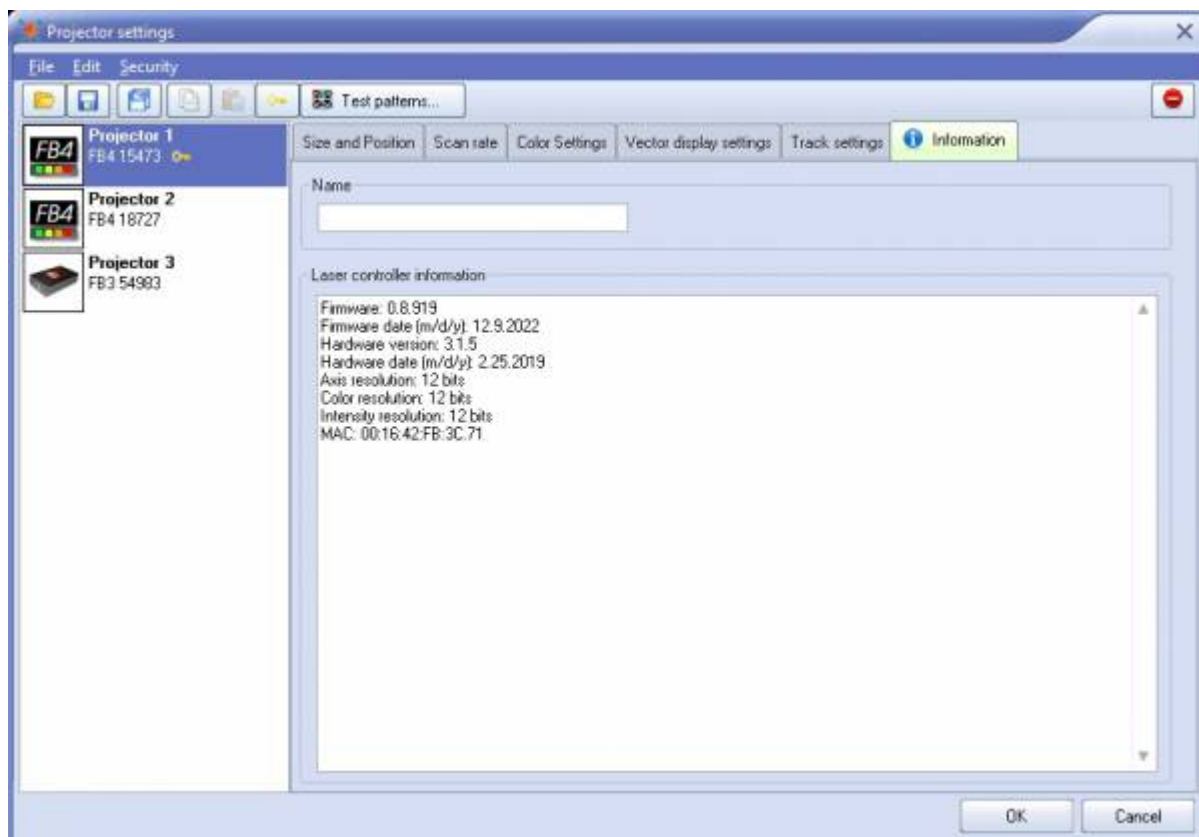 Projector settings
File Edit Security
Test patterns...
FB4
Projector 1
FB4 15473
FB4
Projector 2
FB4 18727
Projector 3
FB3 54983
Size and Position
Scan rate
Color Settings
Vector display settings
Track settings
Information
Name
Laser controller information
Firmware: 0.8.919
Firmware date (m/d/y): 12.9.2022
Hardware version: 3.1.5
Hardware date (m/d/y): 2.25.2019
Axis resolution: 12 bits
Color resolution: 12 bits
Intensity resolution: 12 bits
MAC: 00:16:42:FB:3C:71
OK
Cancel